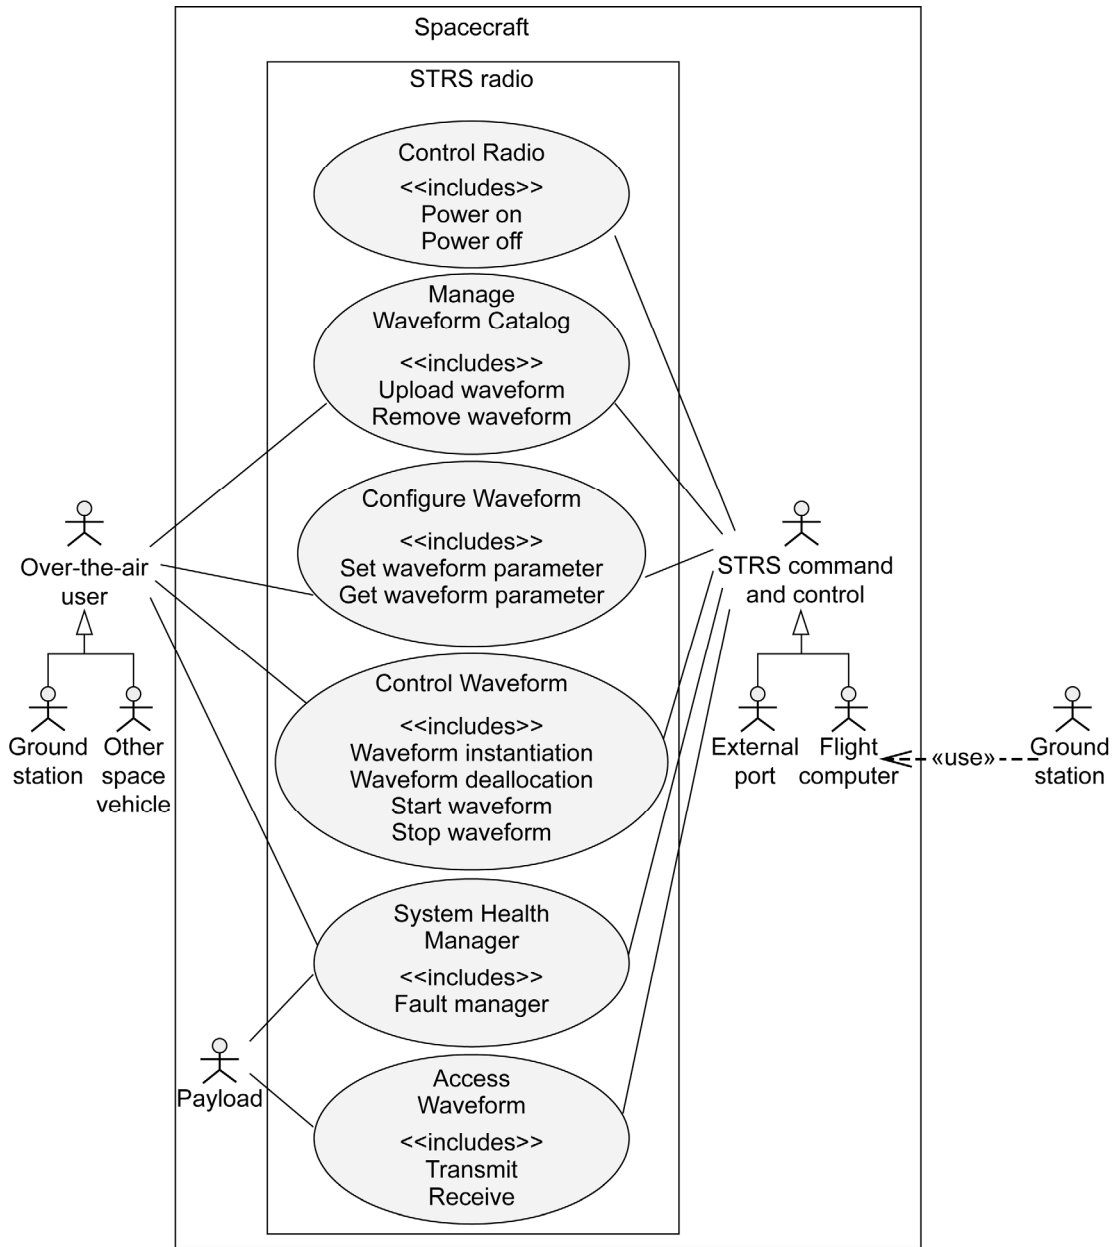 Spacecraft
STRS radio
Control Radio
<<includes>>
Power on
Power off
Manage
Waveform Catalog
<<includes>>
Upload waveform
Remove waveform
Configure Waveform
<<includes>>
Set waveform parameter
Get waveform parameter
Over-the-air
user
STRS command
and control
Control Waveform
<<includes>>
Waveform instantiation
Waveform deallocation
Start waveform
Stop waveform
Ground
station
Other
space
vehicle
External
port
Flight
computer
«use»
Ground
station
System Health
Manager
<<includes>>
Fault manager
Payload
Access
Waveform
<<includes>>
Transmit
Receive